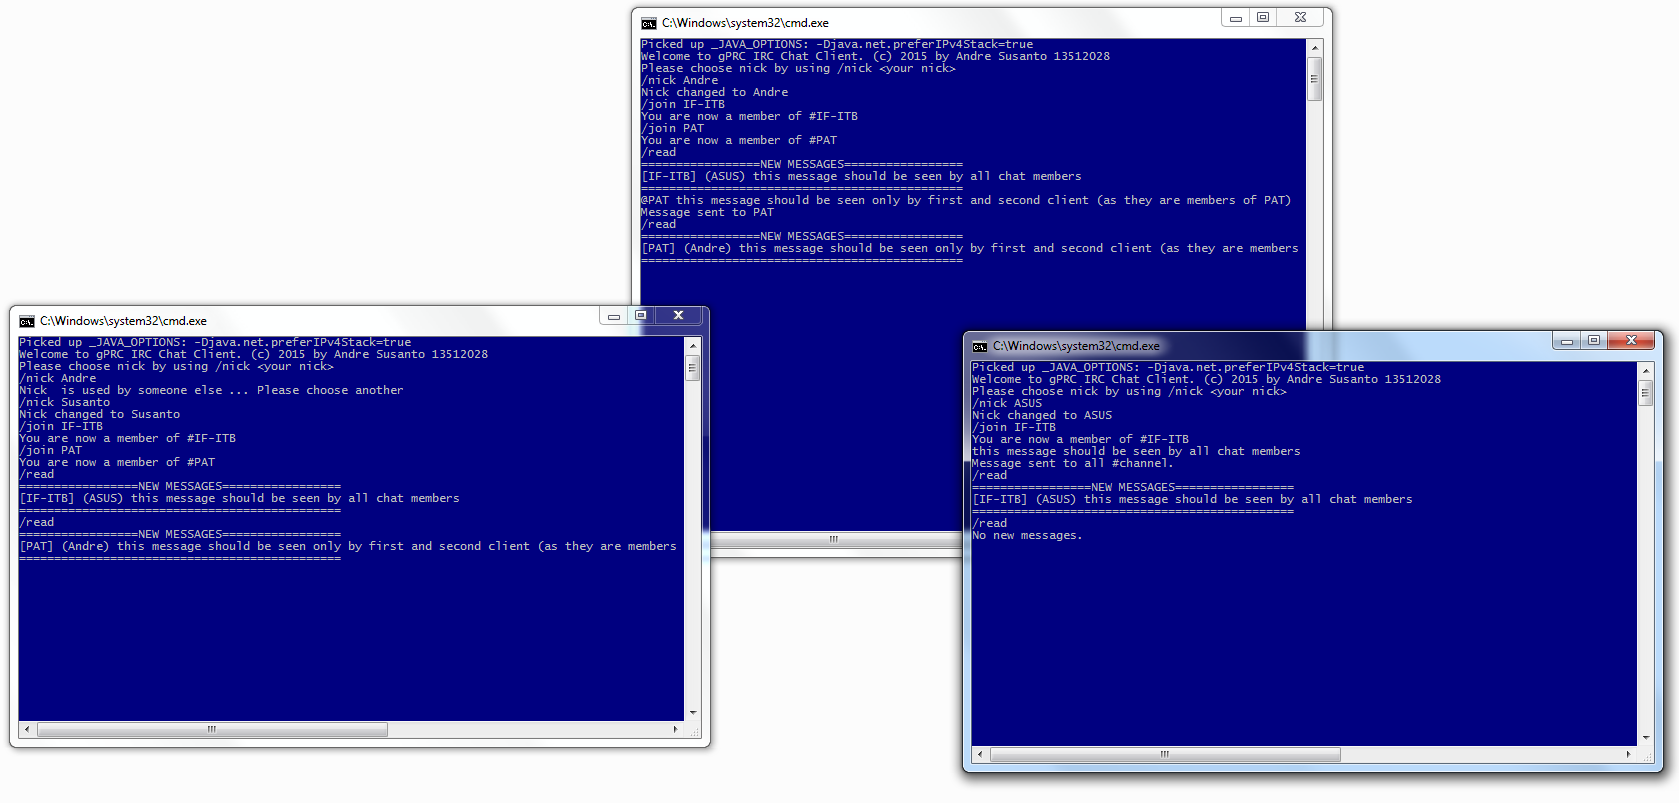 C:\Windows\system32\cmd.exe
Picked up _JAVA_OPTIONS: -Djava.net.preferIPv4Stack=true
Welcome to gPRC IRC Chat Client. (c) 2015 by Andre Susanto 13512028
Please choose nick by using /nick <your nick>
/nick Andre
Nick changed to Andre
/join IF-ITB
You are now a member of #IF-ITB
/join PAT
You are now a member of #PAT
/read
=================NEW MESSAGES=================
[IF-ITB] (ASUS) this message should be seen by all chat members
==============================================
@PAT this message should be seen only by first and second client (as they are members of PAT)
Message sent to PAT
/read
=================NEW MESSAGES=================
[PAT] (Andre) this message should be seen only by first and second client (as they are members
==============================================
C:\Windows\system32\cmd.exe
Picked up _JAVA_OPTIONS: -Djava.net.preferIPv4Stack=true
Welcome to gPRC IRC Chat Client. (c) 2015 by Andre Susanto 13512028
Please choose nick by using /nick <your nick>
/nick Andre
Nick  is used by someone else ... Please choose another
/nick Susanto
Nick changed to Susanto
/join IF-ITB
You are now a member of #IF-ITB
/join PAT
You are now a member of #PAT
/read
=================NEW MESSAGES=================
[IF-ITB] (ASUS) this message should be seen by all chat members
==============================================
/read
=================NEW MESSAGES=================
[PAT] (Andre) this message should be seen only by first and second client (as they are members
==============================================
C:\Windows\system32\cmd.exe
Picked up _JAVA_OPTIONS: -Djava.net.preferIPv4Stack=true
Welcome to gPRC IRC Chat Client. (c) 2015 by Andre Susanto 13512028
Please choose nick by using /nick <your nick>
/nick ASUS
Nick changed to ASUS
/join IF-ITB
You are now a member of #IF-ITB
this message should be seen by all chat members
Message sent to all #channel.
/read
=================NEW MESSAGES=================
[IF-ITB] (ASUS) this message should be seen by all chat members
==============================================
/read
No new messages.